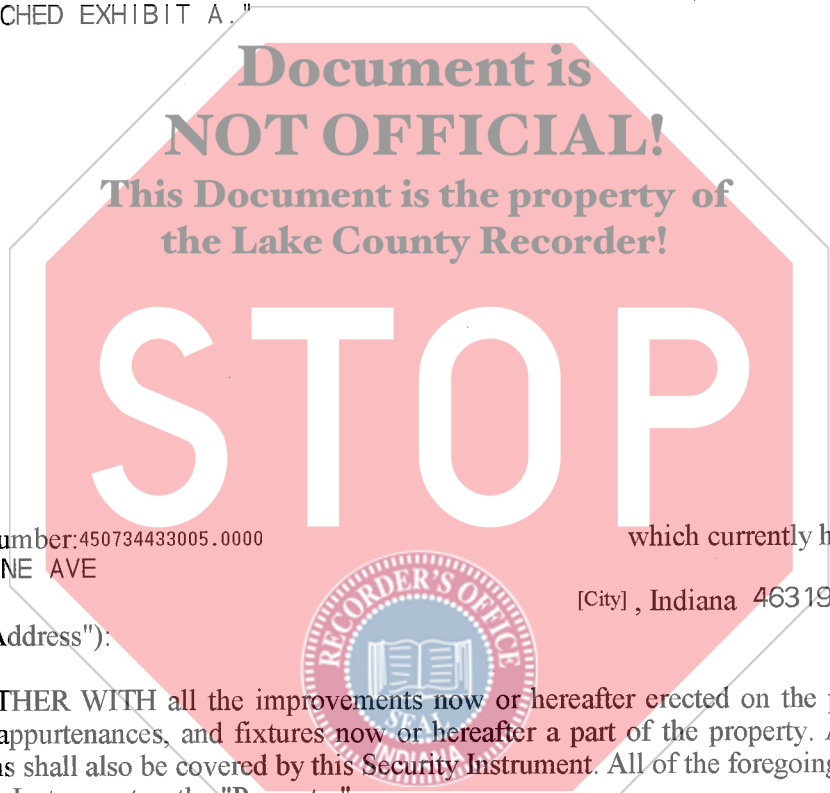 CHED EXHIBIT A."
Document is
NOT OFFICIAL!
This Document is the property of
the Lake County Recorder!
STOP
umber:450734433005.0000 which currently h
NE AVE
[City] , Indiana 46319
Address"):
THER WITH all the improvements now or hereafter erected on the p
appurtenances, and fixtures now or hereafter a part of the property. A
ns shall also be covered by this Security Instrument. All of the foregoing
RECORDER'S OFFICE
SEAL
INDIANA